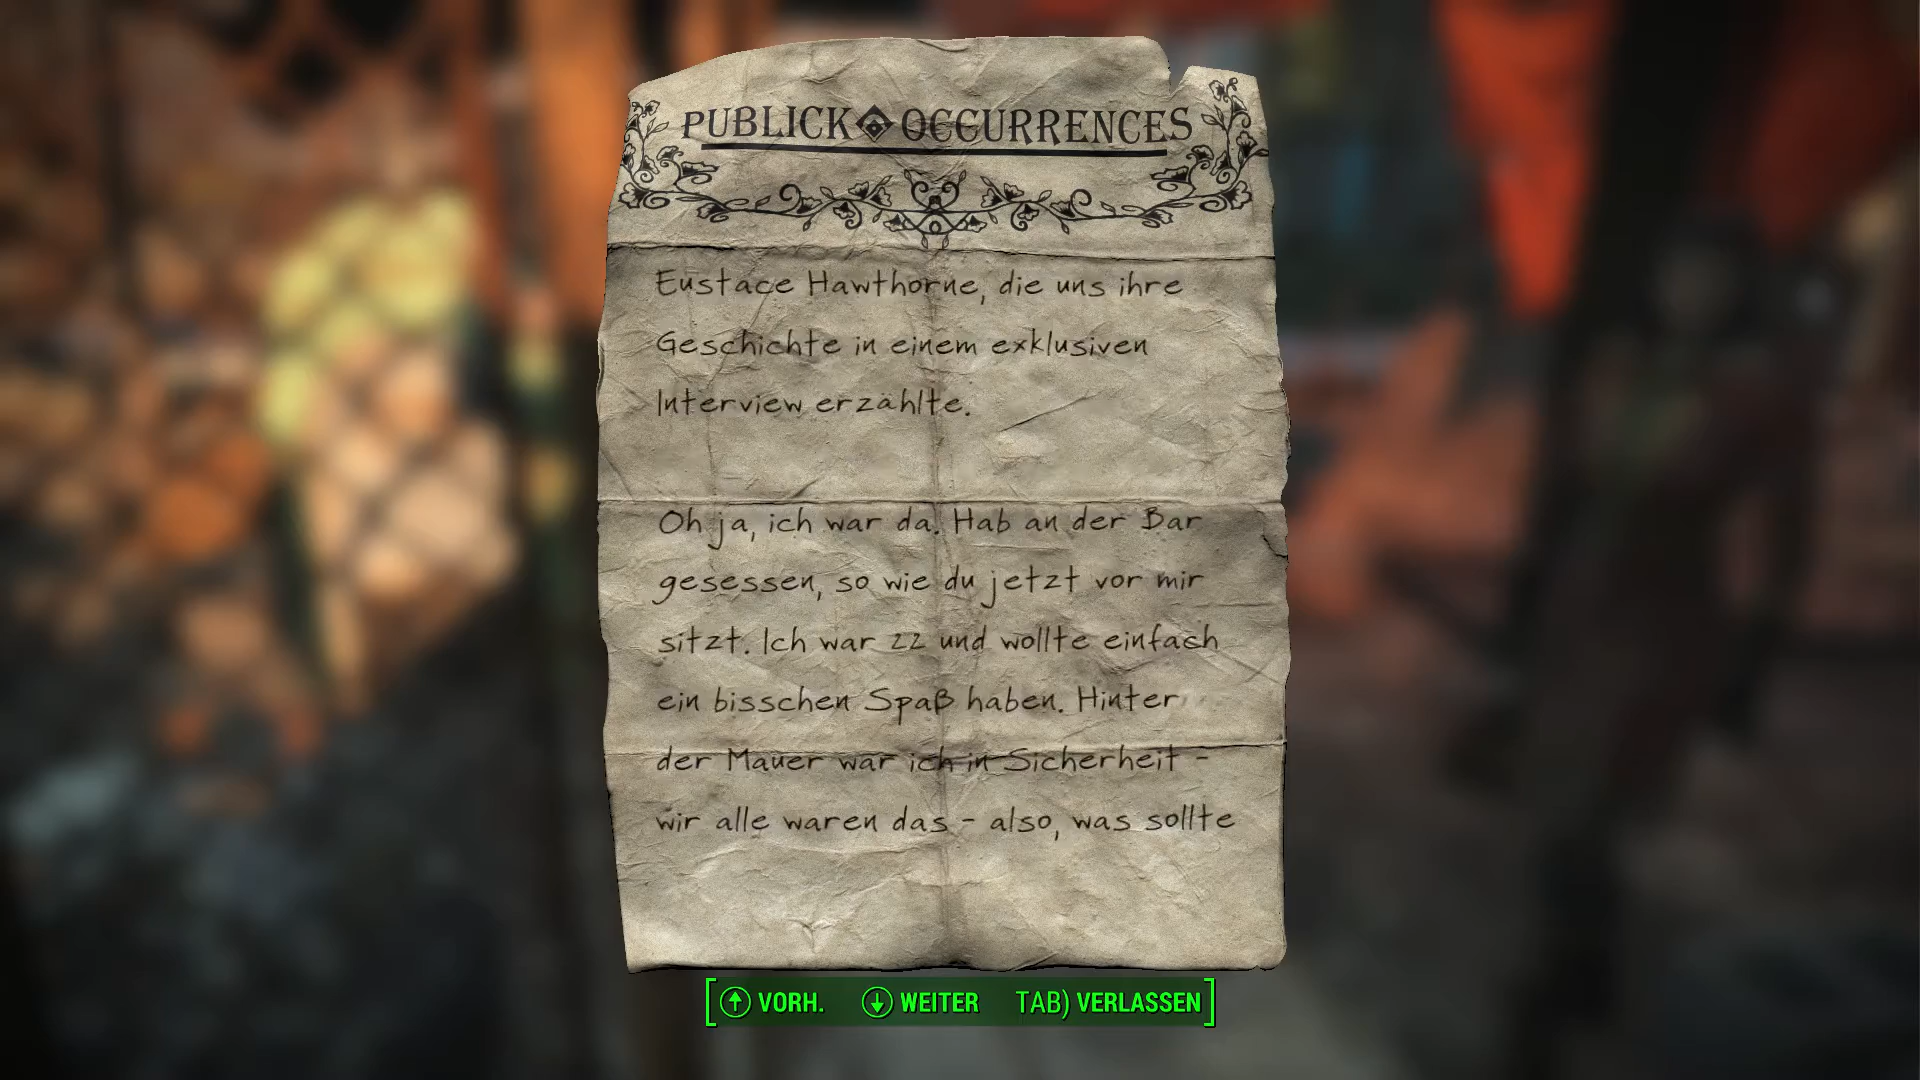 PUBLICK OCCURRENCES
Eustace Hawthorne, die uns ihre
Geschichte in einem exklusiven
Interview erzählte.
Oh ja, ich war da. Hab an der Bar
gesessen, so wie du jetzt vor mir
sitzt. Ich war 22 und wollte einfach
ein bisschen Spaß haben. Hinter
der Mauer war ich in Sicherheit -
wir alle waren das - also, was sollte
VORH. WEITER TAB) VERLASSEN